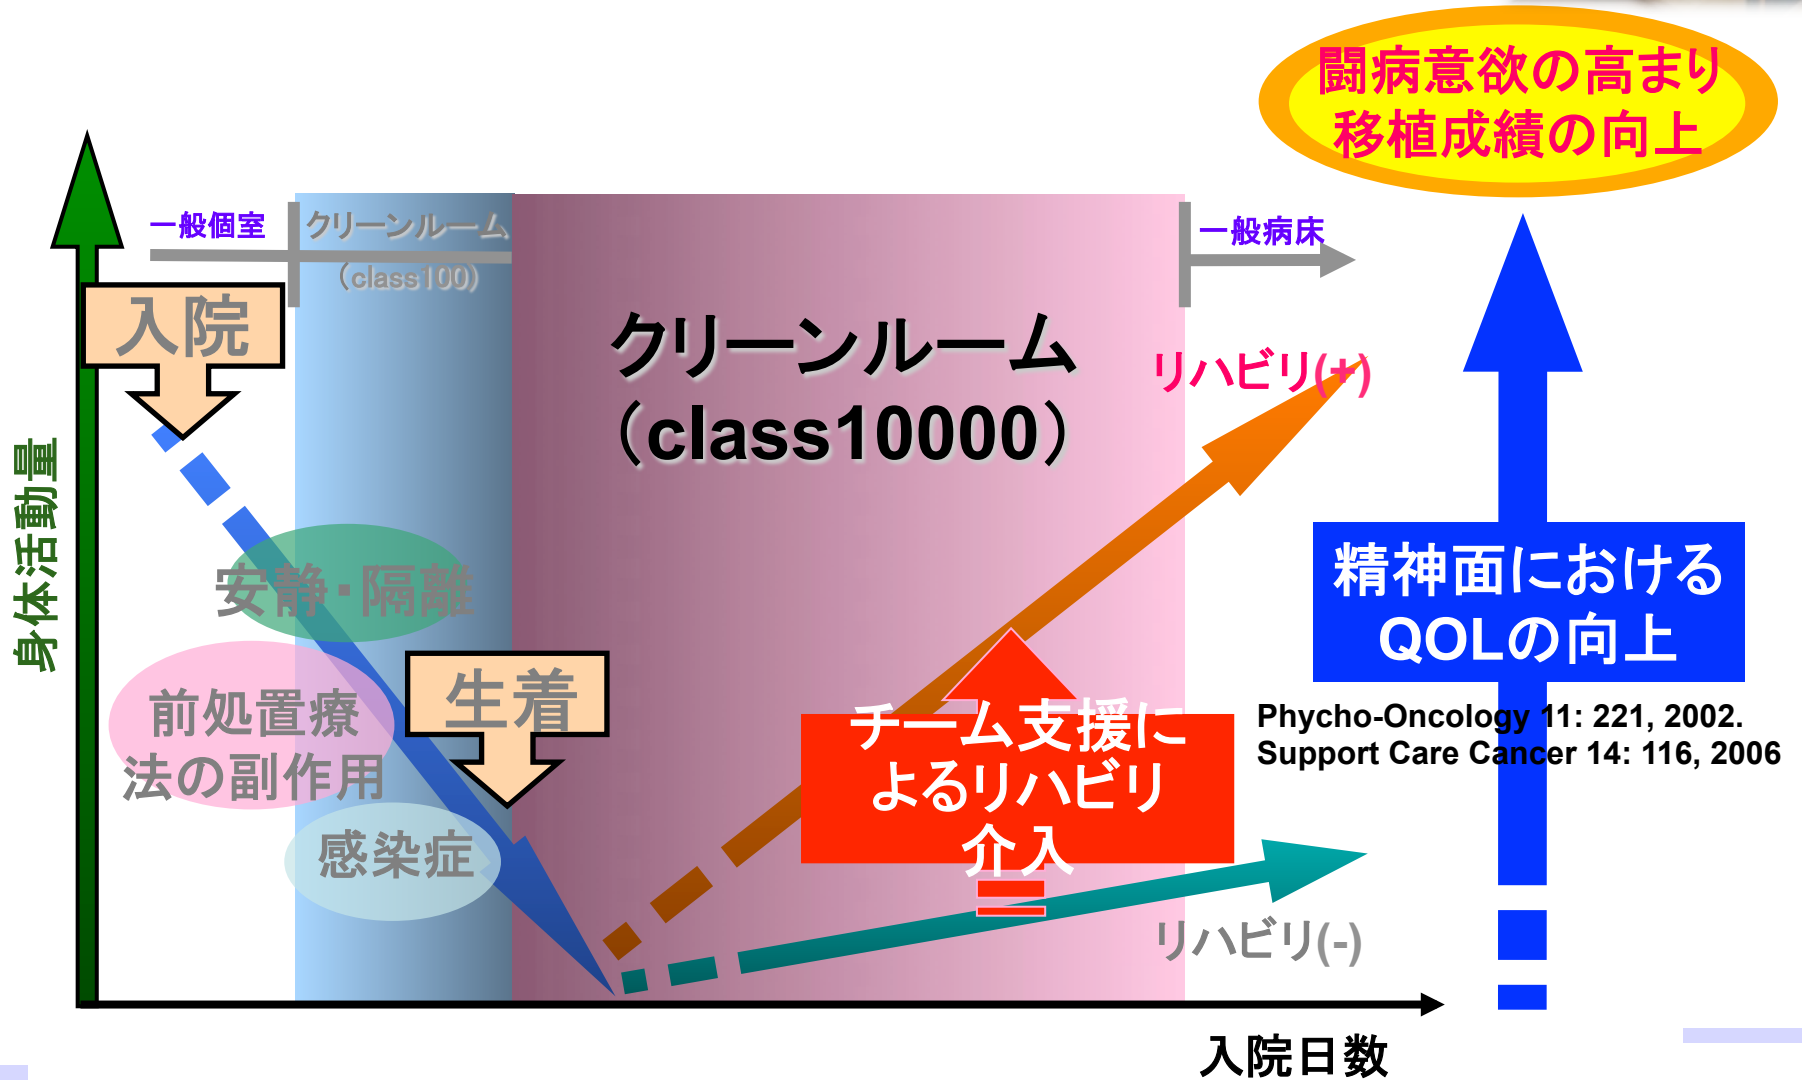 闘病意欲の高まり
移植成績の向上
一般個室
クリーンルーム
（class100)
一般病床
入院
クリーンルーム
（class10000）
リハビリ(+)
身体活動量
安静・隔離
精神面における
QOLの向上
前処置療
法の副作用
生着
チーム支援に
よるリハビリ
介入
Phycho-Oncology 11: 221, 2002.
Support Care Cancer 14: 116, 2006
感染症
リハビリ(-)
入院日数